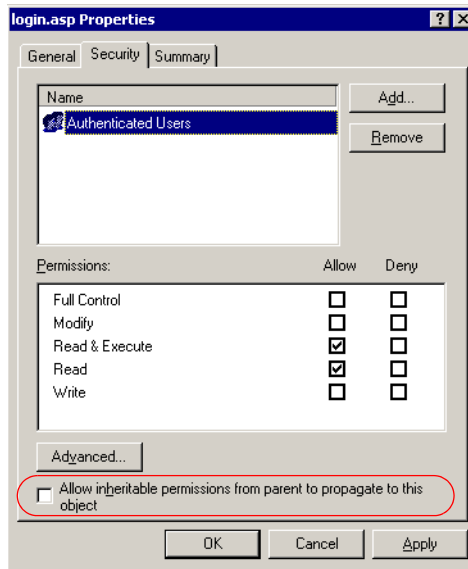 login.asp Properties
General Security Summary
Name
Add...
Authenticated Users
Remove
Permissions: Allow Deny
Full Control
Modify
Read & Execute
Read
Write
Advanced...
Allow inheritable permissions from parent to propagate to this
object
OK Cancel Apply